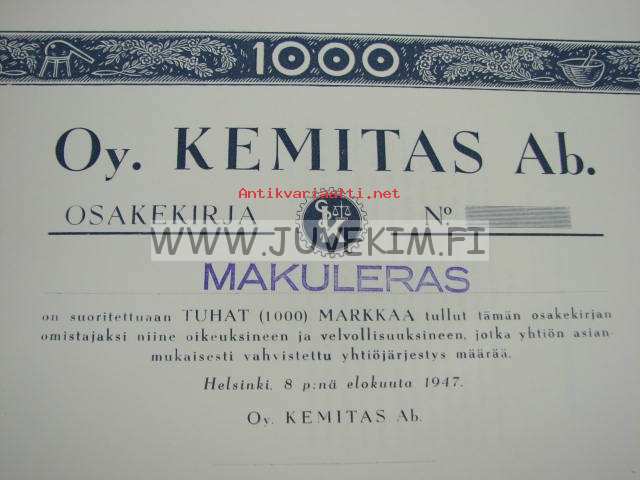 1000
Oy. KEMITAS Ab.
Antikvariaatti.net
OSAKEKIRJA Nº
WWW.JUVEKIM.FI
MAKULERAS
on suoritettuaan TUHAT (1000) MARKKAA tullut tämän osakekirjan
omistajaksi niine oikeuksineen ja velvollisuuksineen, jotka yhtiön asian-
mukaisesti vahvistettu yhtiöjärjestys määrää.
Helsinki, 8 p:nä elokuuta 1947.
Oy. KEMITAS Ab.